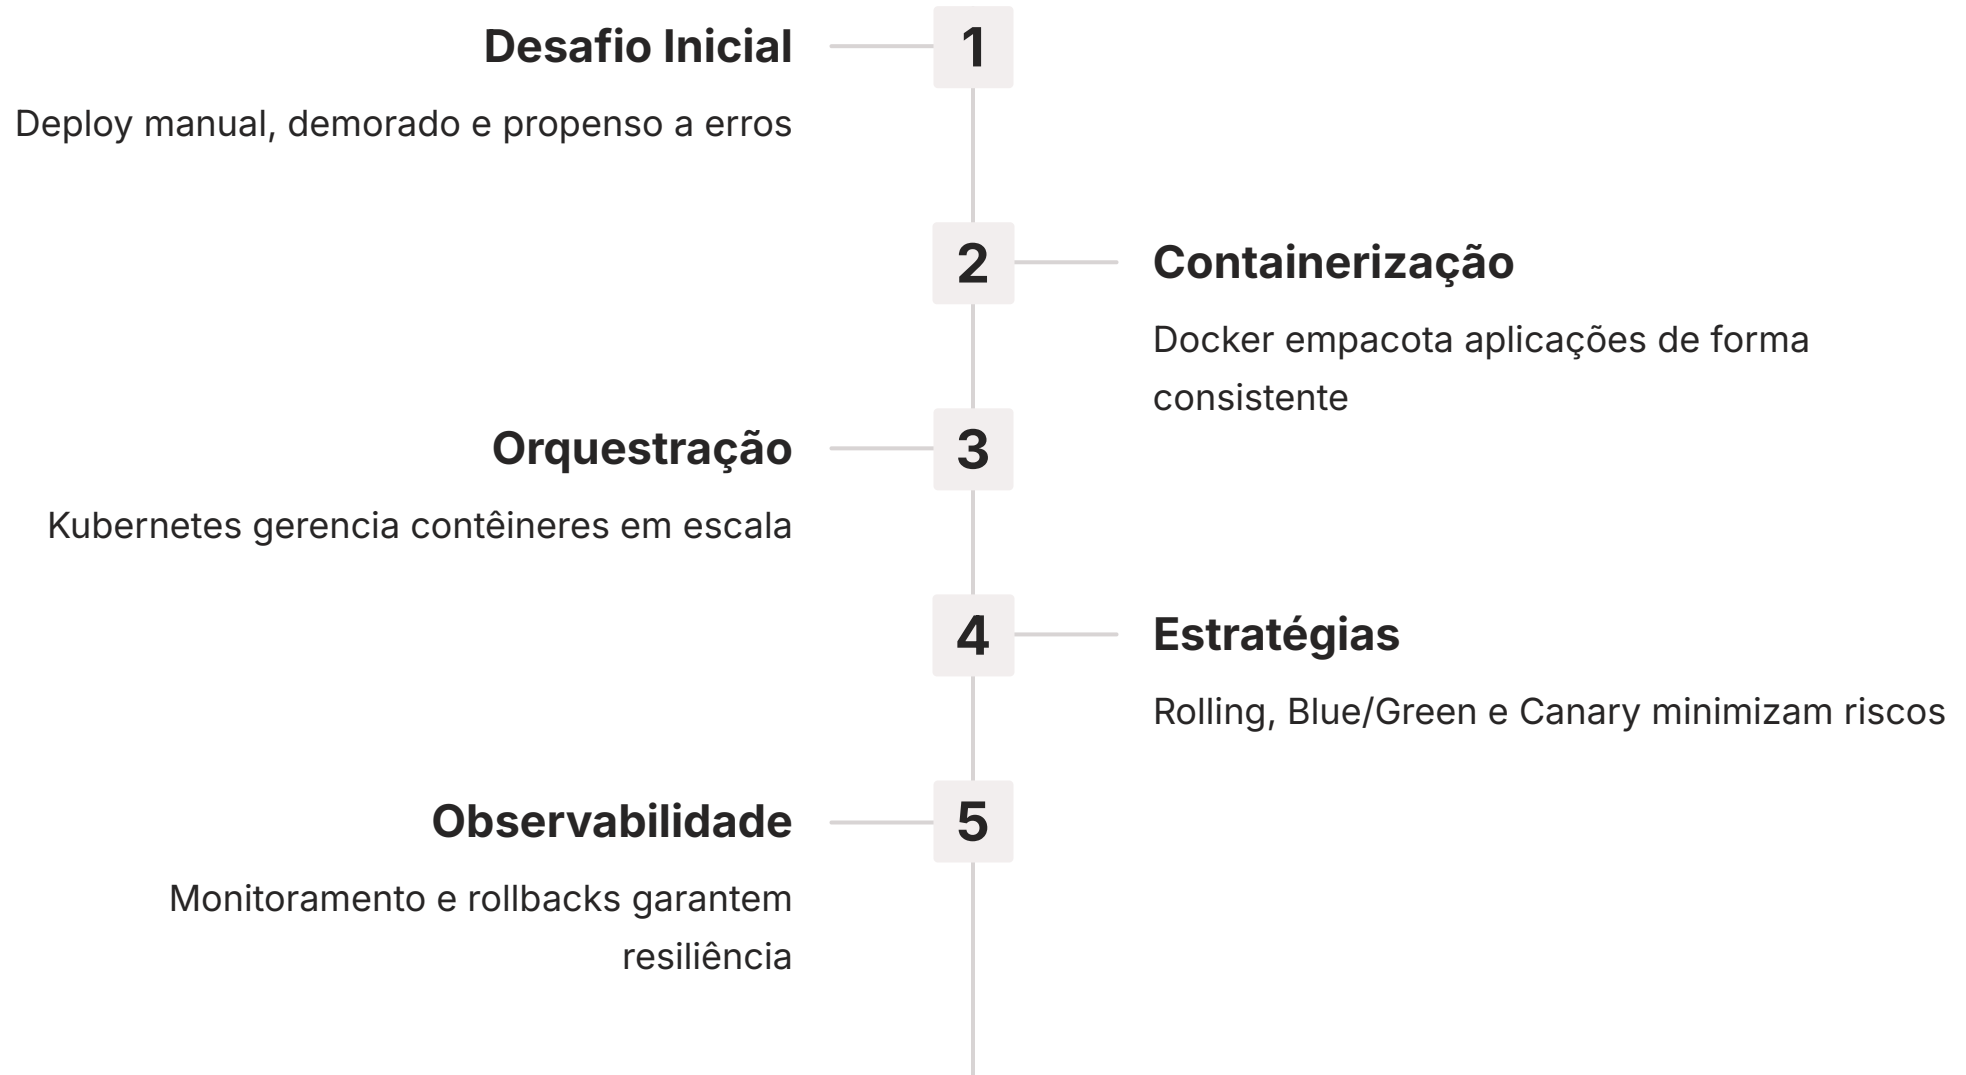 Desafio Inicial
1
Deploy manual, demorado e propenso a erros
2
Containerização
Docker empacota aplicações de forma
consistente
Orquestração
3
Kubernetes gerencia contêineres em escala
4
Estratégias
Rolling, Blue/Green e Canary minimizam riscos
Observabilidade
5
Monitoramento e rollbacks garantem
resiliência